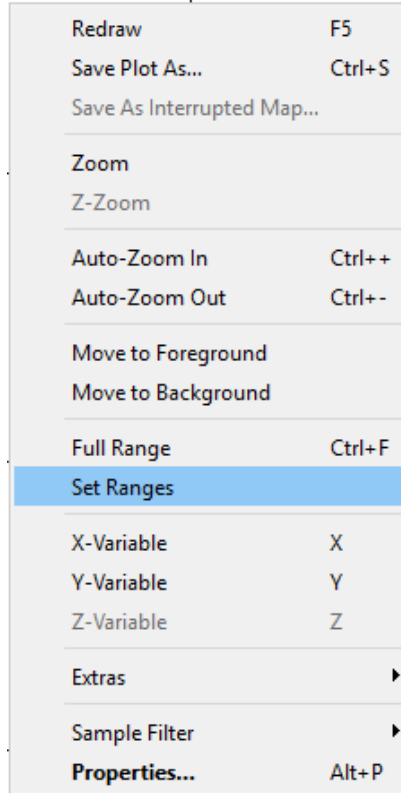 Redraw F5
Save Plot As... Ctrl+S
Save As Interrupted Map...
Zoom
Z-Zoom
Auto-Zoom In Ctrl++
Auto-Zoom Out Ctrl+-
Move to Foreground
Move to Background
Full Range Ctrl+F
Set Ranges
X-Variable X
Y-Variable Y
Z-Variable Z
Extras
Sample Filter
Properties... Alt+P